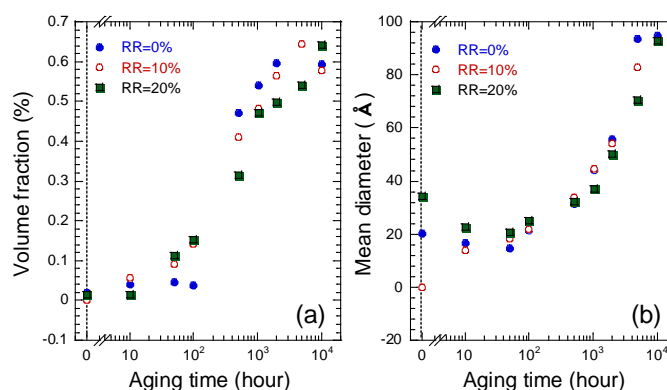 0.7
0.6
0.5
0.4
0.3
0.2
0.1
0
-0.1
Volume fraction (%)
RR=0%
RR=10%
RR=20%
(a)
0
10
10²
10³
10⁴
Aging time (hour)
100
80
60
40
20
0
-20
Mean diameter ( Å)
RR=0%
RR=10%
RR=20%
(b)
0
10
10²
10³
10⁴
Aging time (hour)